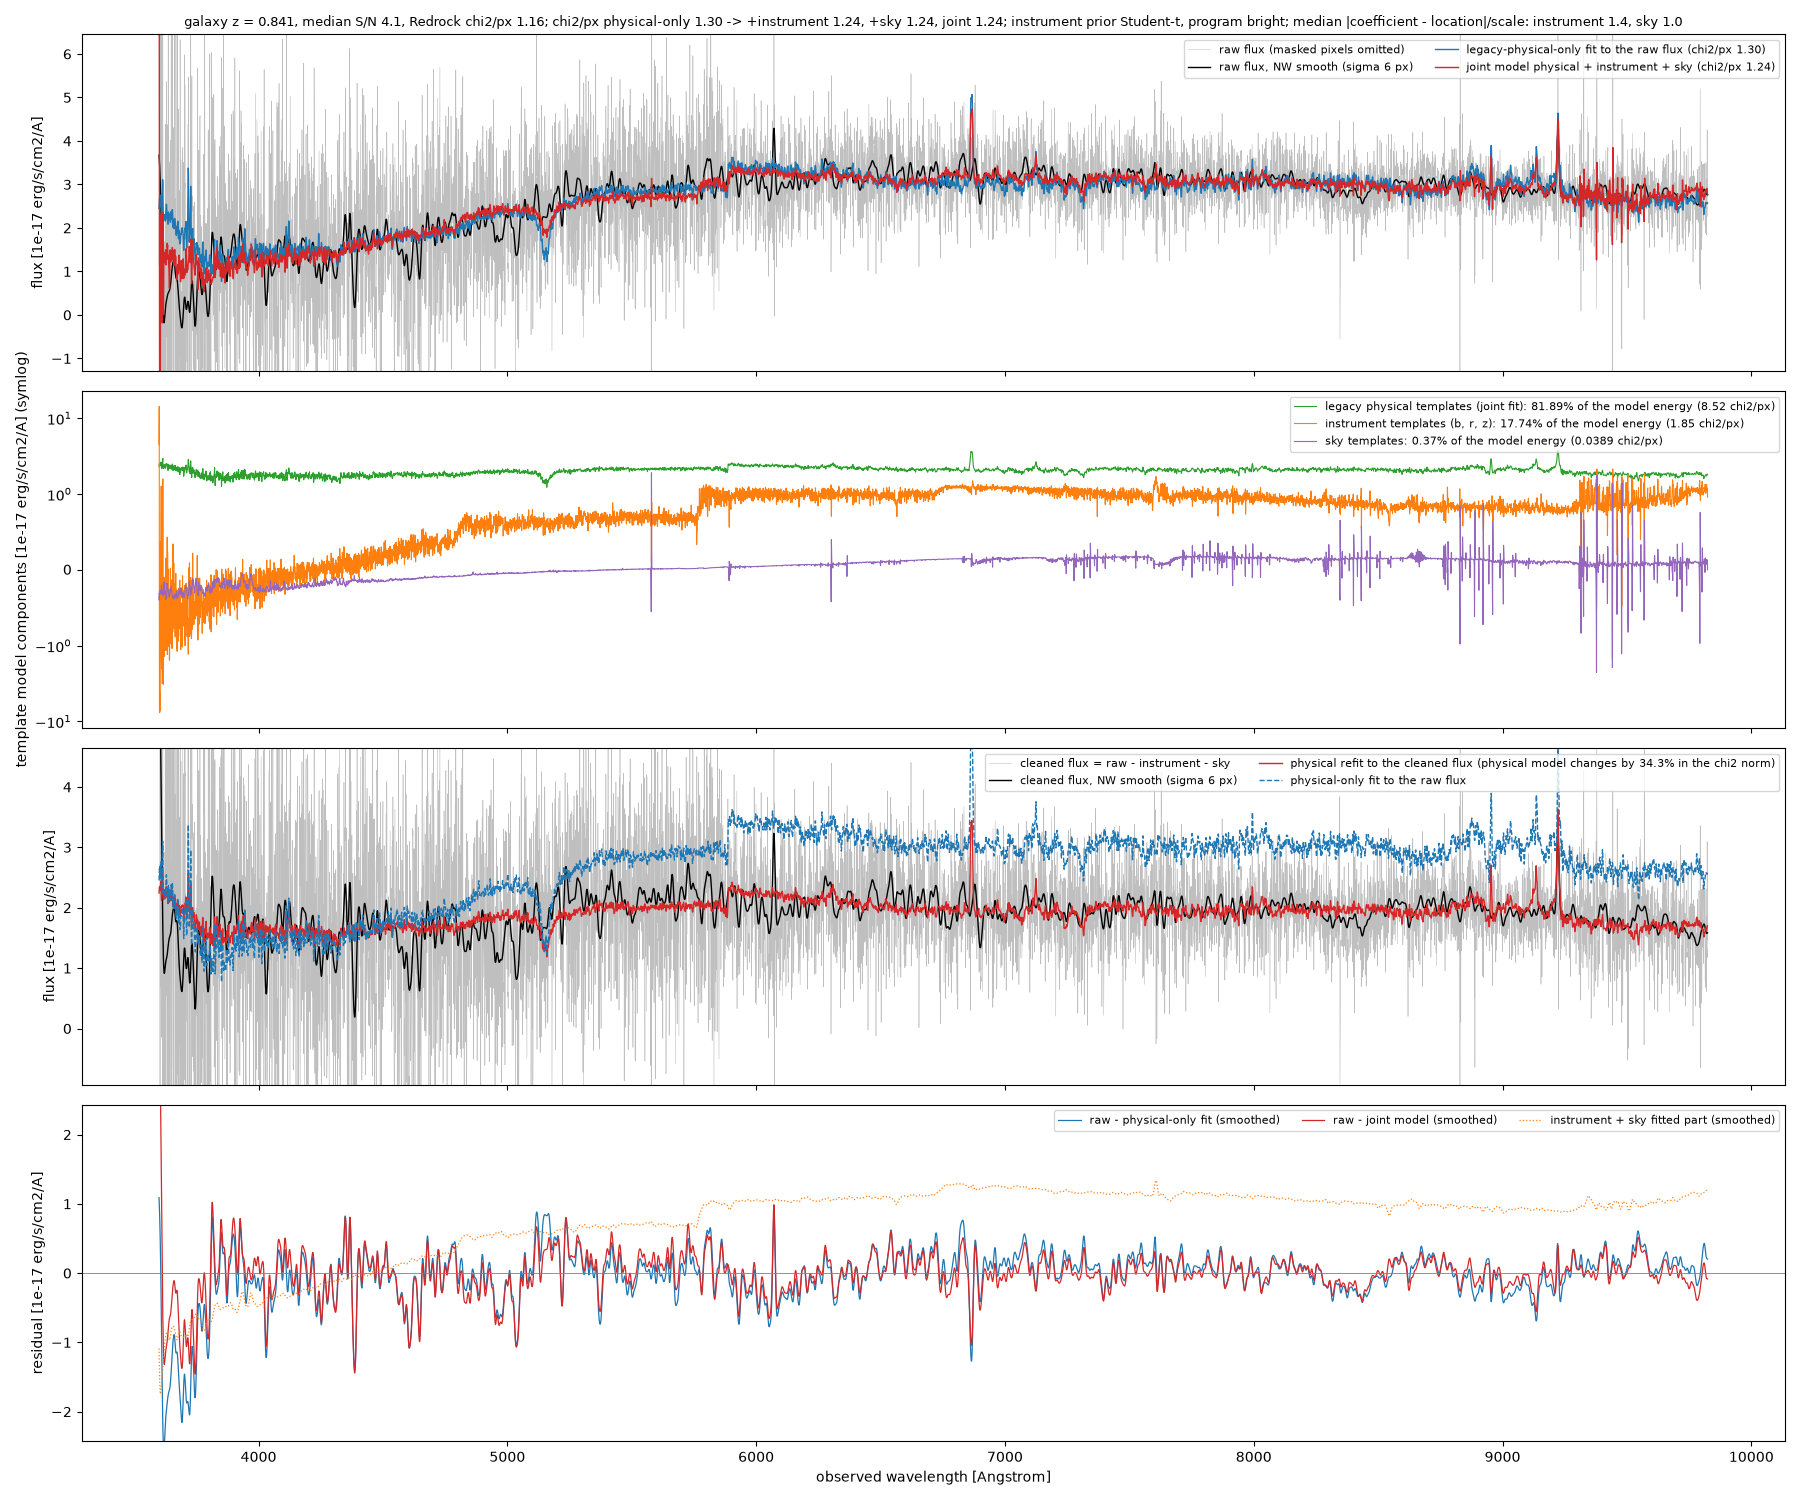 galaxy z = 0.841, median S/N 4.1, Redrock chi2/px 1.16; chi2/px physical-only 1.30 -> +instrument 1.24, +sky 1.24, joint 1.24; instrument prior Student-t, program bright; median |coefficient - location|/scale: instrument 1.4, sky 1.0
raw flux (masked pixels omitted)
raw flux, NW smooth (sigma 6 px)
legacy-physical-only fit to the raw flux (chi2/px 1.30)
joint model physical + instrument + sky (chi2/px 1.24)
flux [1e-17 erg/s/cm2/A]
6
5
4
3
2
1
0
−1
template model components [1e-17 erg/s/cm2/A] (symlog)
legacy physical templates (joint fit): 81.89% of the model energy (8.52 chi2/px)
instrument templates (b, r, z): 17.74% of the model energy (1.85 chi2/px)
sky templates: 0.37% of the model energy (0.0389 chi2/px)
10¹
10⁰
0
−10⁰
−10¹
cleaned flux = raw - instrument - sky
cleaned flux, NW smooth (sigma 6 px)
physical refit to the cleaned flux (physical model changes by 34.3% in the chi2 norm)
physical-only fit to the raw flux
flux [1e-17 erg/s/cm2/A]
4
3
2
1
0
raw - physical-only fit (smoothed)
raw - joint model (smoothed)
instrument + sky fitted part (smoothed)
residual [1e-17 erg/s/cm2/A]
2
1
0
−1
−2
4000 5000 6000 7000 8000 9000 10000
observed wavelength [Angstrom]